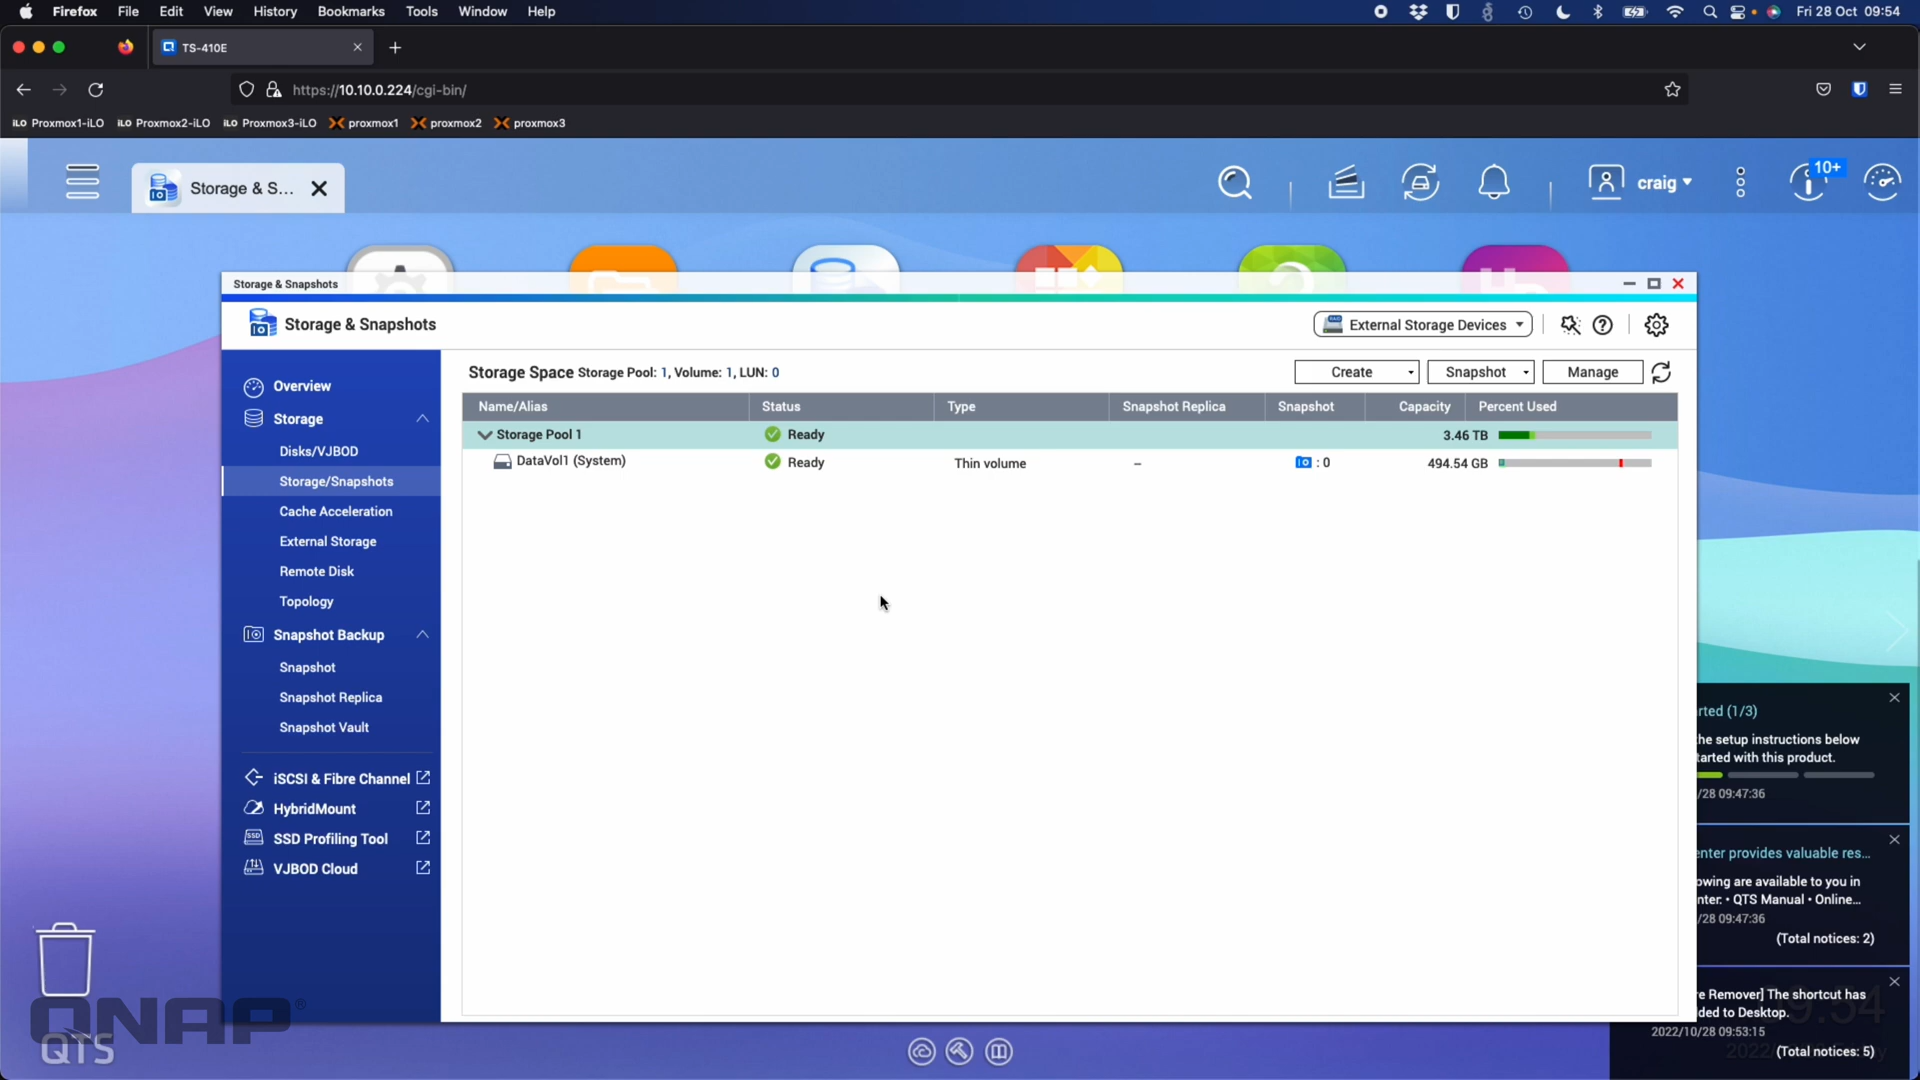 Firefox File Edit View History Bookmarks Tools Window Help
Fri 28 Oct 09:54
TS-410E
https://10.10.0.224/cgi-bin/
iLO Proxmox1-iLO iLO Proxmox2-iLO iLO Proxmox3-iLO proxmox1 proxmox2 proxmox3
Storage & S...
craig
10+
Storage & Snapshots
Storage & Snapshots
External Storage Devices
Overview
Storage
Disks/VJBOD
Storage/Snapshots
Cache Acceleration
External Storage
Remote Disk
Topology
Snapshot Backup
Snapshot
Snapshot Replica
Snapshot Vault
iSCSI & Fibre Channel
HybridMount
SSD Profiling Tool
SSD
VJBOD Cloud
Storage Space Storage Pool: 1, Volume: 1, LUN: 0
Create Snapshot Manage
Name/Alias Status Type Snapshot Replica Snapshot Capacity Percent Used
Storage Pool 1 Ready 3.46 TB
DataVol1 (System) Ready Thin volume – : 0 494.54 GB
rted (1/3)
the setup instructions below
tarted with this product.
/28 09:47:36
enter provides valuable res...
owing are available to you in
nter: • QTS Manual • Online...
/28 09:47:36
(Total notices: 2)
re Remover] The shortcut has
ded to Desktop.
2022/10/28 09:53:15
(Total notices: 5)
9:54
QNAP®
QTS